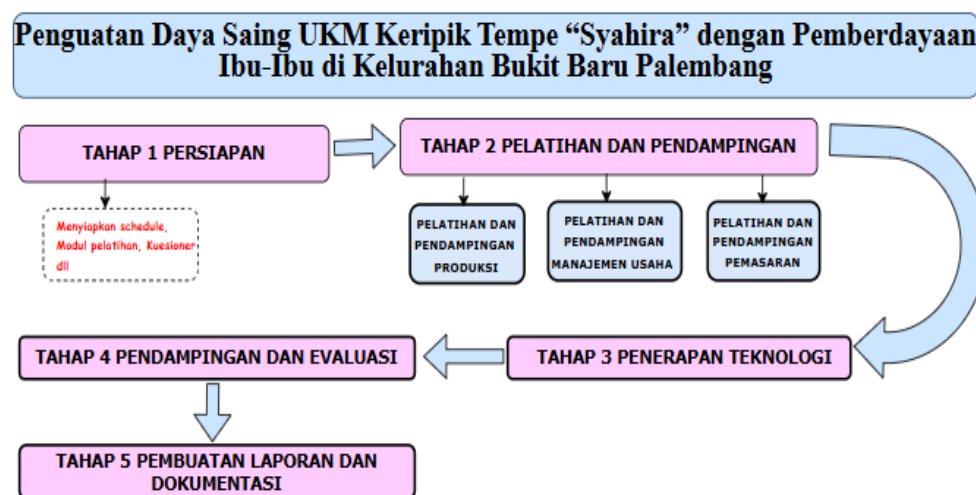 Penguatan Daya Saing UKM Keripik Tempe “Syahira” dengan Pemberdayaan
Ibu-Ibu di Kelurahan Bukit Baru Palembang
TAHAP 1 PERSIAPAN
TAHAP 2 PELATIHAN DAN PENDAMPINGAN
Menyiapkan schedule,
Modul pelatihan, Kuesioner
dll
PELATIHAN DAN
PENDAMPINGAN
PRODUKSI
PELATIHAN DAN
PENDAMPINGAN
MANAJEMEN USAHA
PELATIHAN DAN
PENDAMPINGAN
PEMASARAN
TAHAP 3 PENERAPAN TEKNOLOGI
TAHAP 4 PENDAMPINGAN DAN EVALUASI
TAHAP 5 PEMBUATAN LAPORAN DAN
DOKUMENTASI